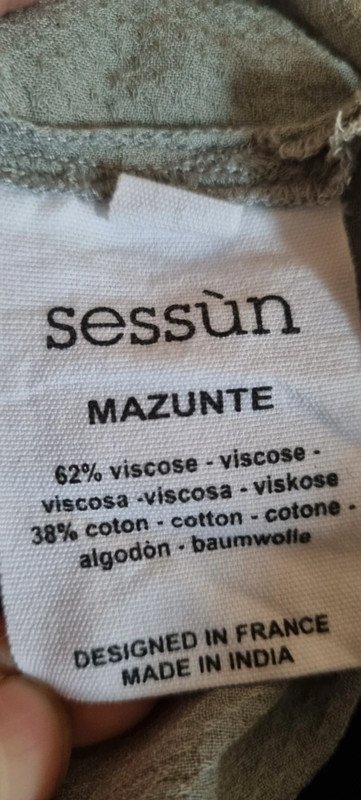 sessùn
MAZUNTE
62% viscose - viscose -
viscosa -viscosa - viskose
38% coton - cotton - cotone -
algodòn - baumwolle
DESIGNED IN FRANCE
MADE IN INDIA